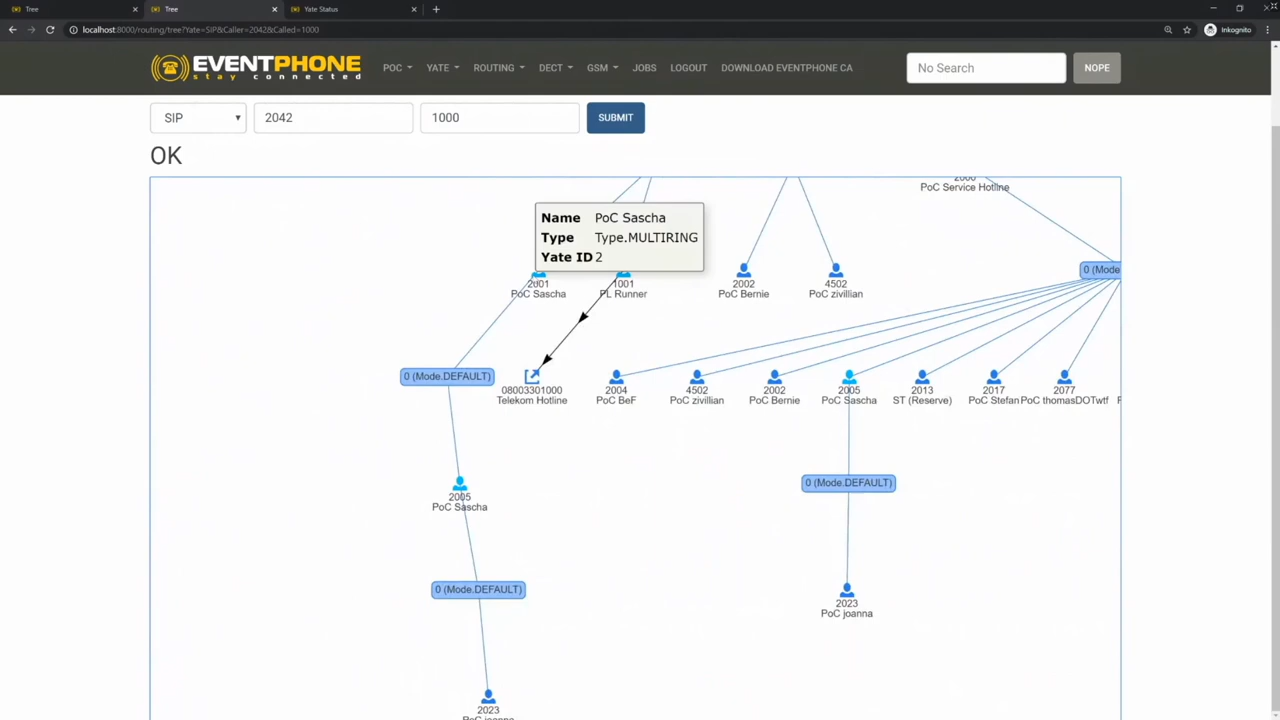 Tree
Tree
Yate Status
localhost:8000/routing/tree?Yate=SIP&Caller=2042&Called=1000
Inkognito
EVENTPHONE
stay connected
POC
YATE
ROUTING
DECT
GSM
JOBS
LOGOUT
DOWNLOAD EVENTPHONE CA
No Search
NOPE
SIP
2042
1000
SUBMIT
OK
2000
PoC Service Hotline
Name PoC Sascha
Type Type.MULTIRING
Yate ID 2
2001
PoC Sascha
1001
PL Runner
2002
PoC Bernie
4502
PoC zivillian
0 (Mode
0 (Mode.DEFAULT)
08003301000
Telekom Hotline
2004
PoC BeF
4502
PoC zivillian
2002
PoC Bernie
2005
PoC Sascha
2013
ST (Reserve)
2017
PoC Stefan
2077
PoC thomasDOTwtf
2005
PoC Sascha
0 (Mode.DEFAULT)
0 (Mode.DEFAULT)
2023
PoC joanna
2023
PoC joanna